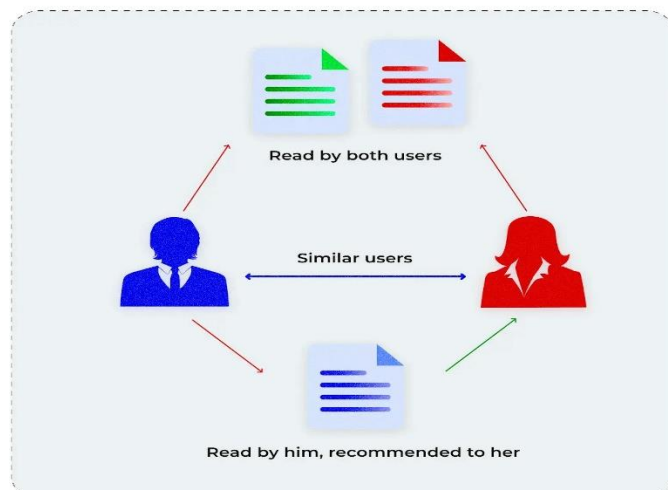 Read by both users
Similar users
Read by him, recommended to her